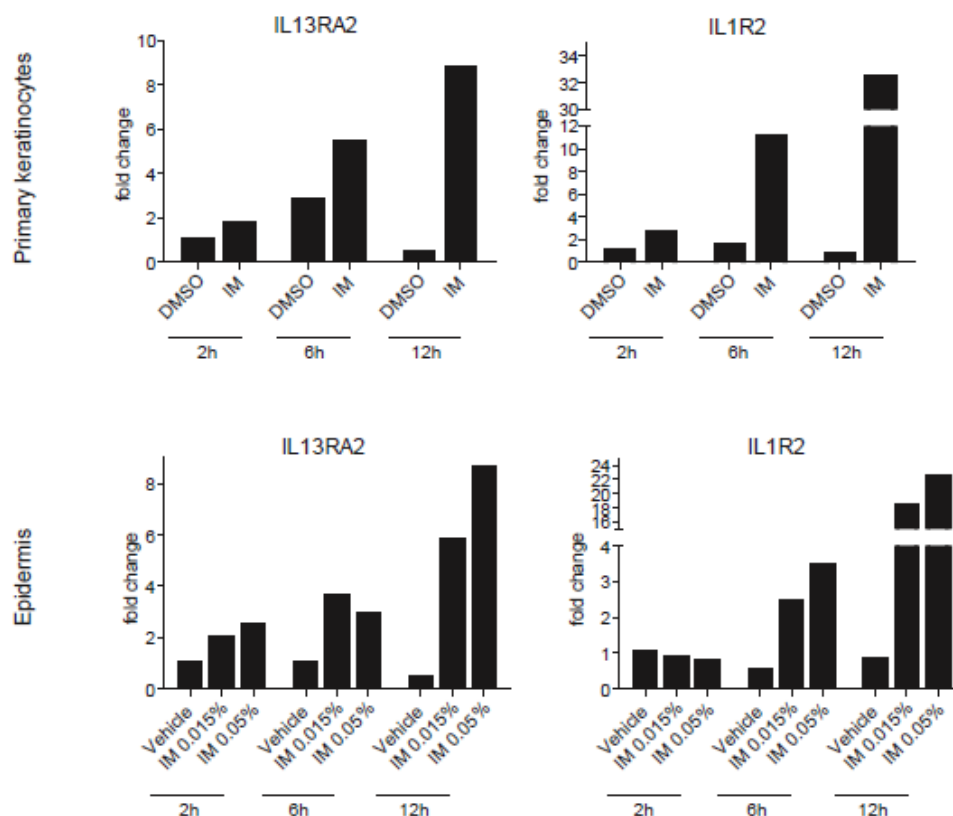 IL13RA2
IL1R2
Primary keratinocytes
fold change
10
8
6
4
2
0
DMSO IM DMSO IM DMSO IM
2h 6h 12h
fold change
34
32
30
12
10
8
6
4
2
0
DMSO IM DMSO IM DMSO IM
2h 6h 12h
IL13RA2
IL1R2
Epidermis
fold change
8
6
4
2
0
Vehicle IM 0.015% IM 0.05% Vehicle IM 0.015% IM 0.05% Vehicle IM 0.015% IM 0.05%
2h 6h 12h
fold change
24
22
20
18
16
4
3
2
1
0
Vehicle IM 0.015% IM 0.05% Vehicle IM 0.015% IM 0.05% Vehicle IM 0.015% IM 0.05%
2h 6h 12h